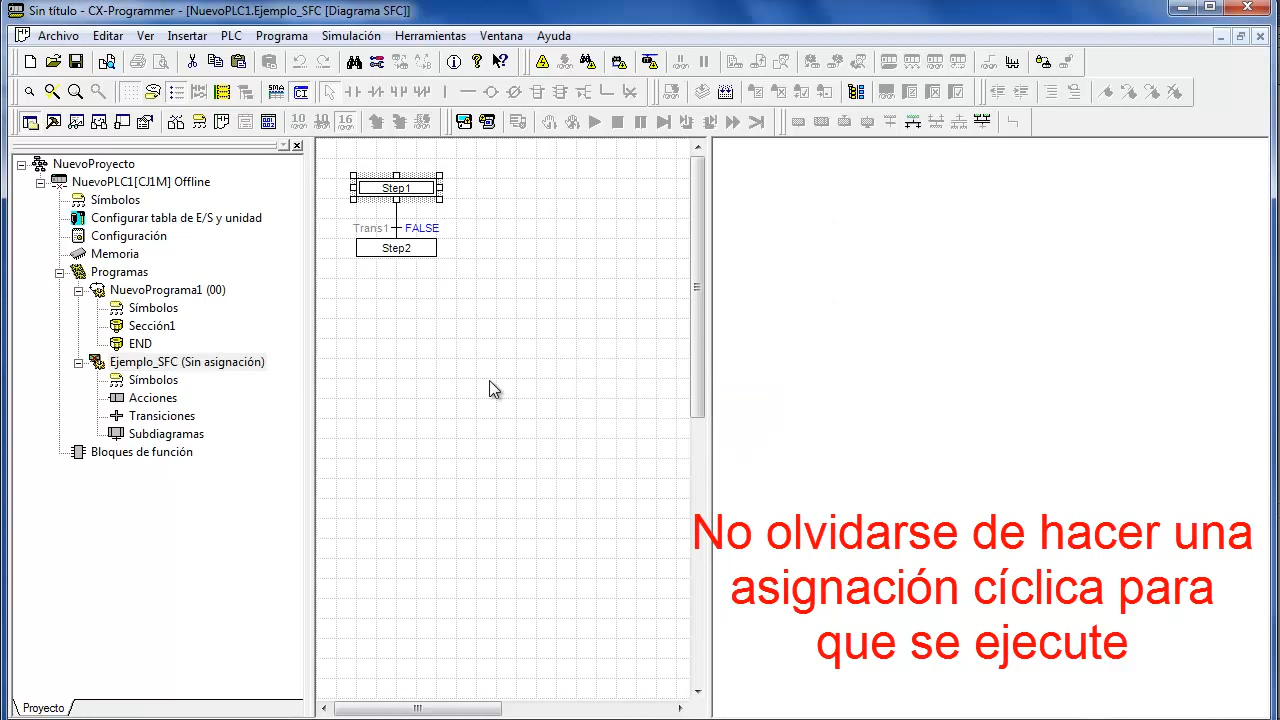 Sin título - CX-Programmer - [NuevoPLC1.Ejemplo_SFC [Diagrama SFC]]
Archivo Editar Ver Insertar PLC Programa Simulación Herramientas Ventana Ayuda
10 16
NuevoProyecto
NuevoPLC1[CJ1M] Offline
Símbolos
Configurar tabla de E/S y unidad
Configuración
Memoria
Programas
NuevoPrograma1 (00)
Símbolos
Sección1
END
Ejemplo_SFC (Sin asignación)
Símbolos
Acciones
Transiciones
Subdiagramas
Bloques de función
Proyecto
Step1
Trans1 FALSE
Step2
No olvidarse de hacer una
asignación cíclica para
que se ejecute